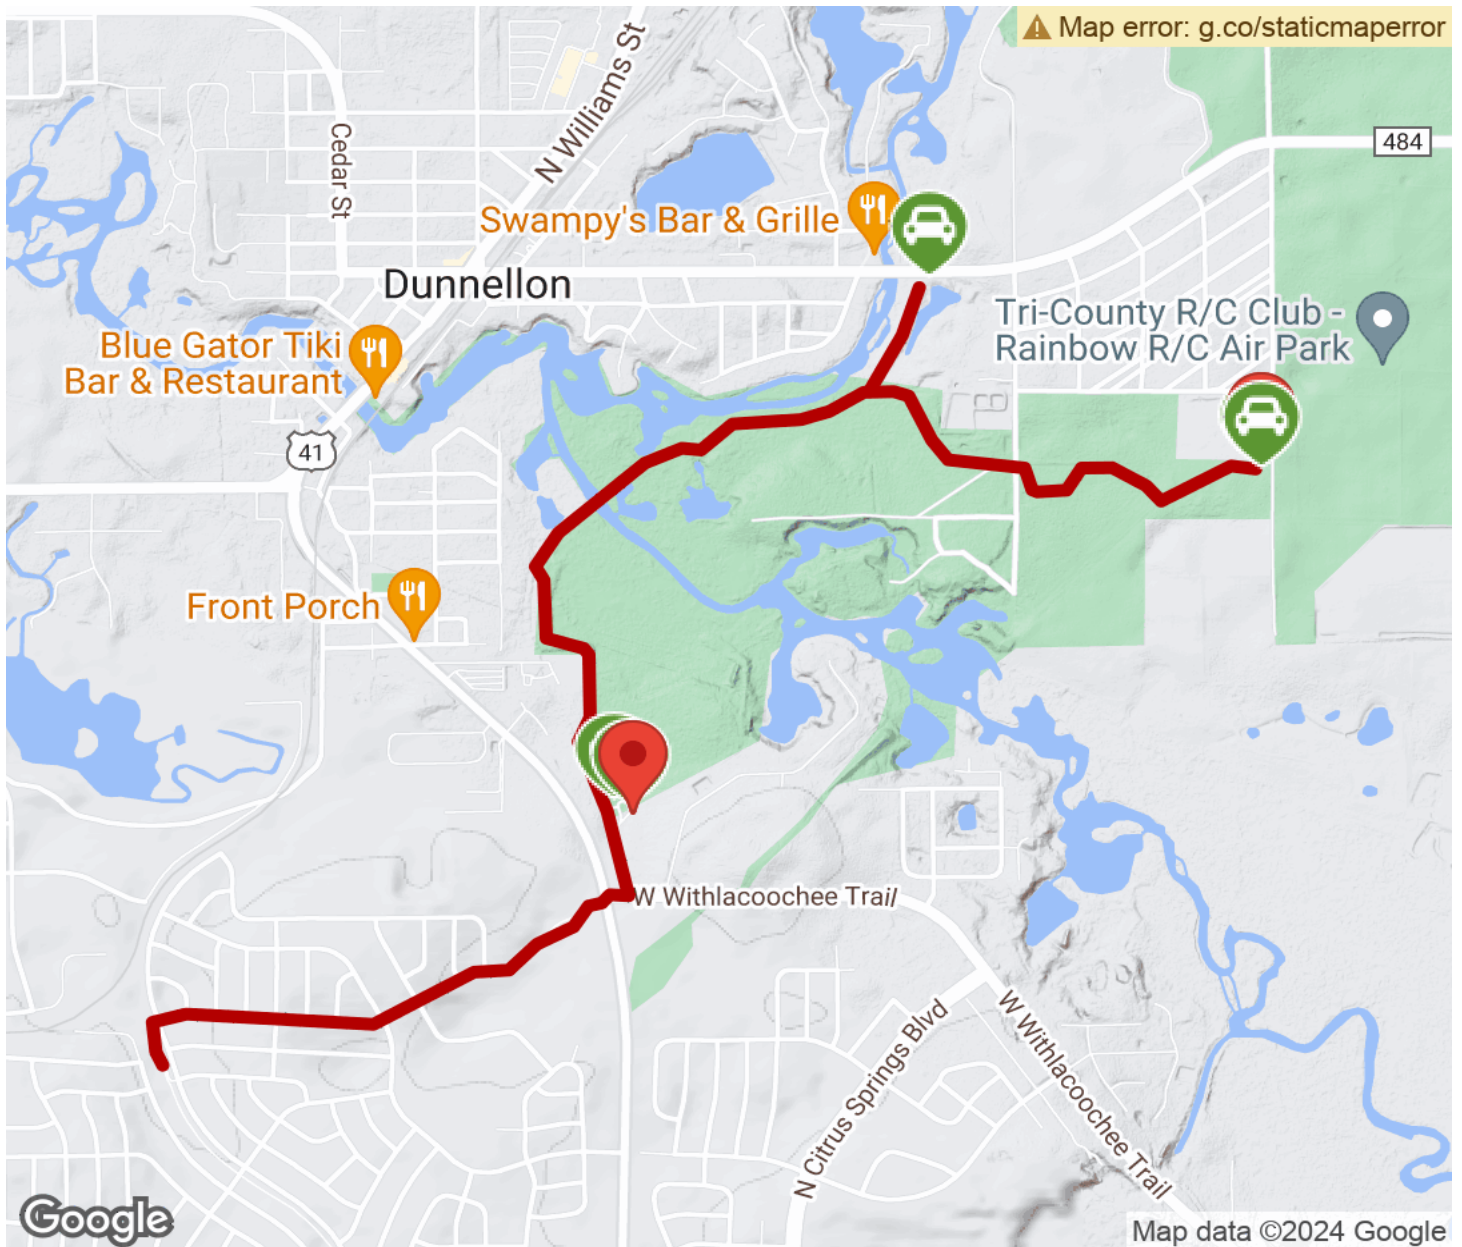 Map error: g.co/staticmaperror
N Williams St
Cedar St
484
Swampy's Bar & Grille
Dunnellon
Tri-County R/C Club -
Rainbow R/C Air Park
Blue Gator Tiki
Bar & Restaurant
41
Front Porch
W Withlacoochee Trail
N Citrus Springs Blvd
W Withlacoochee Trail
Google
Map data ©2024 Google